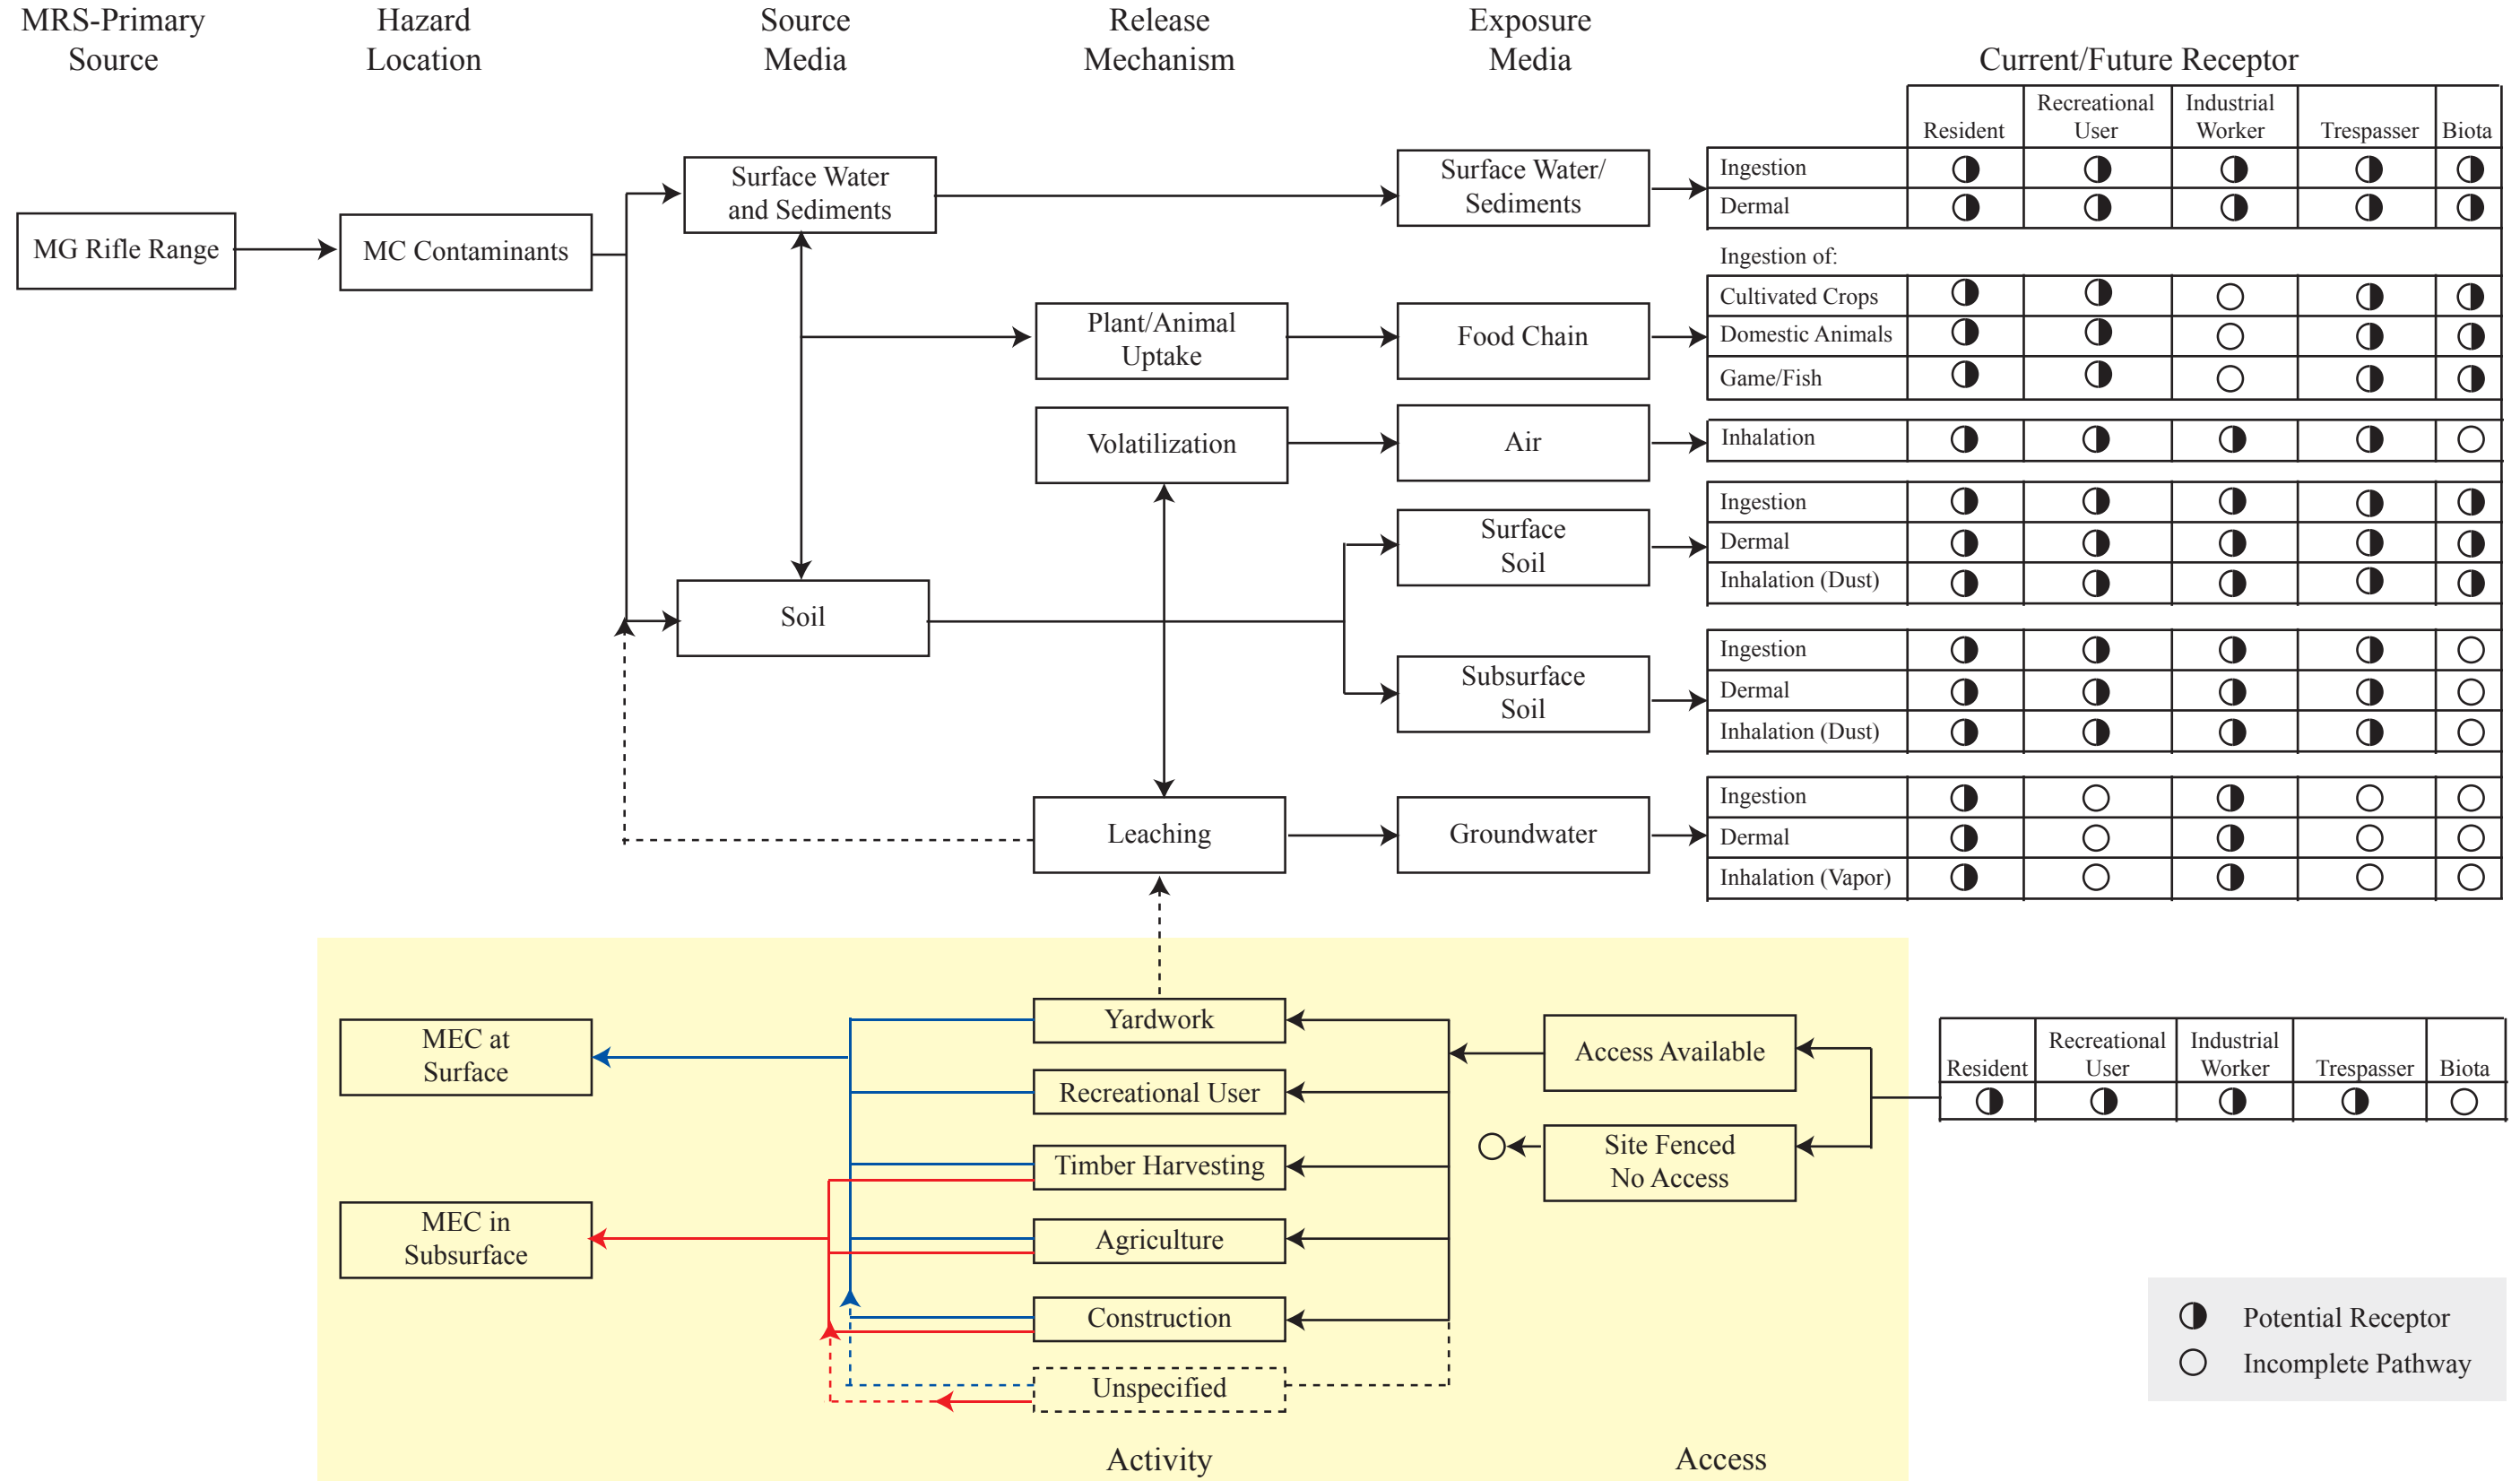 MRS-Primary
Source
Hazard
Location
Source
Media
Release
Mechanism
Exposure
Media
Current/Future Receptor
Resident
Recreational
User
Industrial
Worker
Trespasser
Biota
MG Rifle Range
MC Contaminants
Surface Water
and Sediments
Surface Water/
Sediments
Ingestion
Dermal
Ingestion of:
Plant/Animal
Uptake
Food Chain
Cultivated Crops
Domestic Animals
Game/Fish
Volatilization
Air
Inhalation
Soil
Surface
Soil
Ingestion
Dermal
Inhalation (Dust)
Subsurface
Soil
Ingestion
Dermal
Inhalation (Dust)
Leaching
Groundwater
Ingestion
Dermal
Inhalation (Vapor)
MEC at
Surface
MEC in
Subsurface
Yardwork
Recreational User
Timber Harvesting
Agriculture
Construction
Unspecified
Activity
Access Available
Site Fenced
No Access
Access
Resident
Recreational
User
Industrial
Worker
Trespasser
Biota
Potential Receptor
Incomplete Pathway